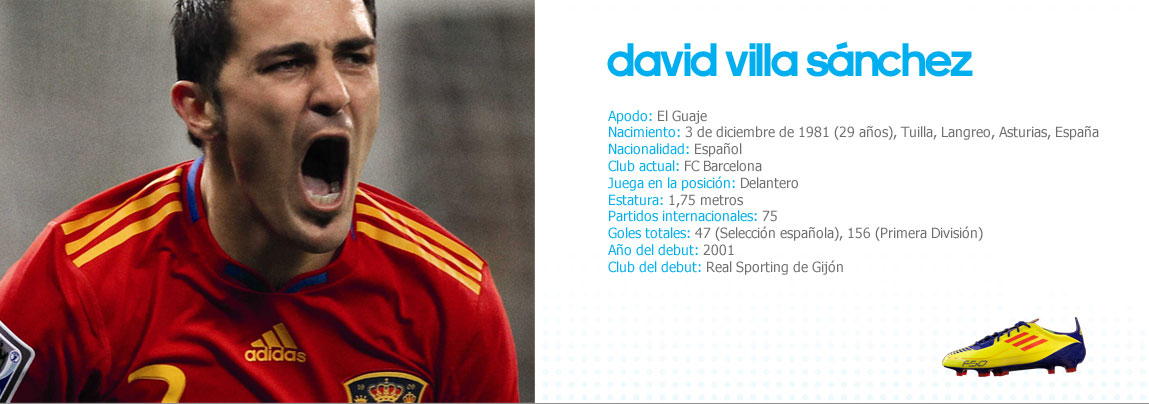 david villa sánchez
Apodo: El Guaje
Nacimiento: 3 de diciembre de 1981 (29 años), Tuilla, Langreo, Asturias, España
Nacionalidad: Español
Club actual: FC Barcelona
Juega en la posición: Delantero
Estatura: 1,75 metros
Partidos internacionales: 75
Goles totales: 47 (Selección española), 156 (Primera División)
Año del debut: 2001
Club del debut: Real Sporting de Gijón
adidas
7
F50